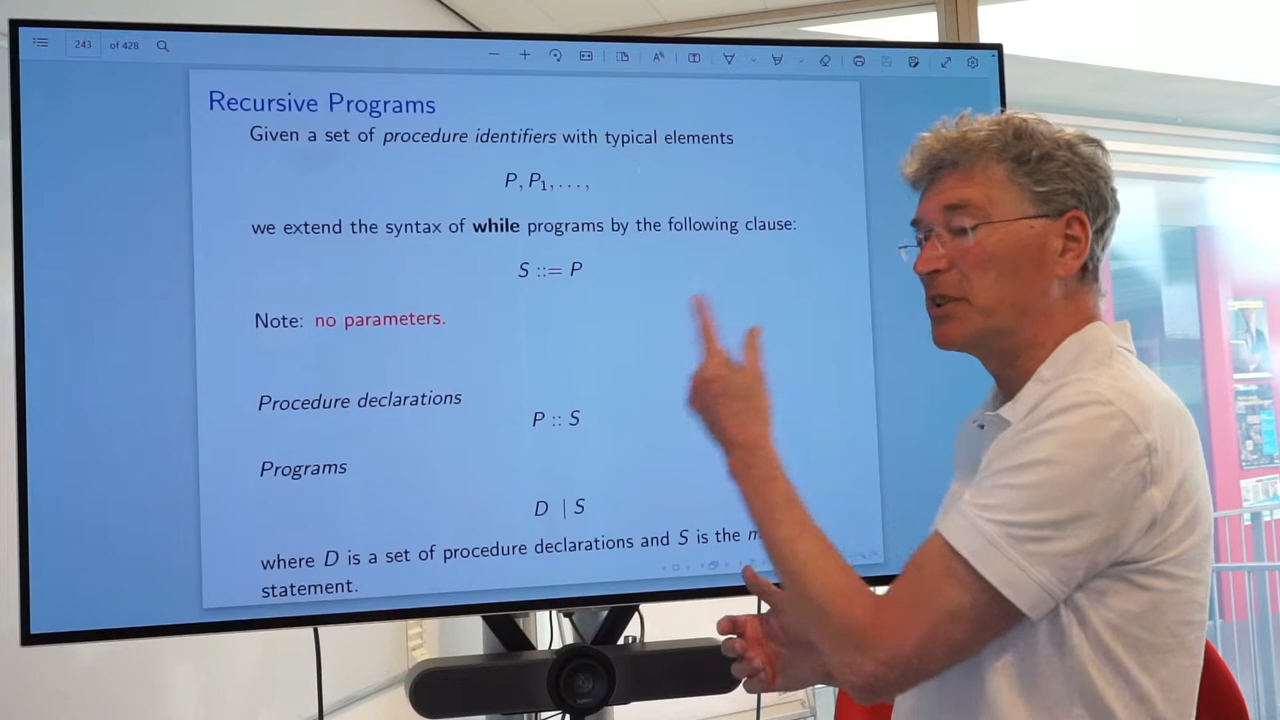 243 of 428
Recursive Programs
Given a set of procedure identifiers with typical elements
P, P₁, . . . ,
we extend the syntax of while programs by the following clause:
S ::= P
Note: no parameters.
Procedure declarations
P :: S
Programs
D | S
where D is a set of procedure declarations and S is the
statement.